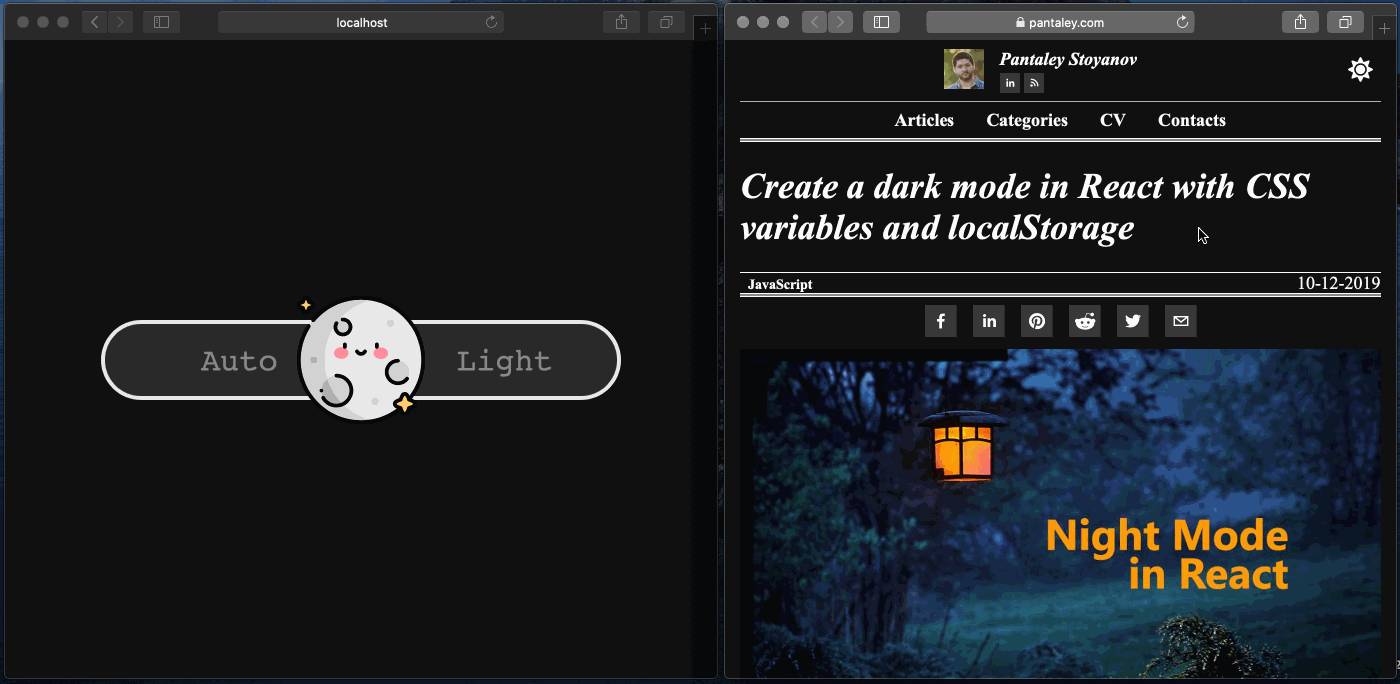 localhost
Auto
Light
pantaley.com
Pantaley Stoyanov
in
Articles Categories CV Contacts
Create a dark mode in React with CSS
variables and localStorage
JavaScript 10-12-2019
f in
Night Mode
in React